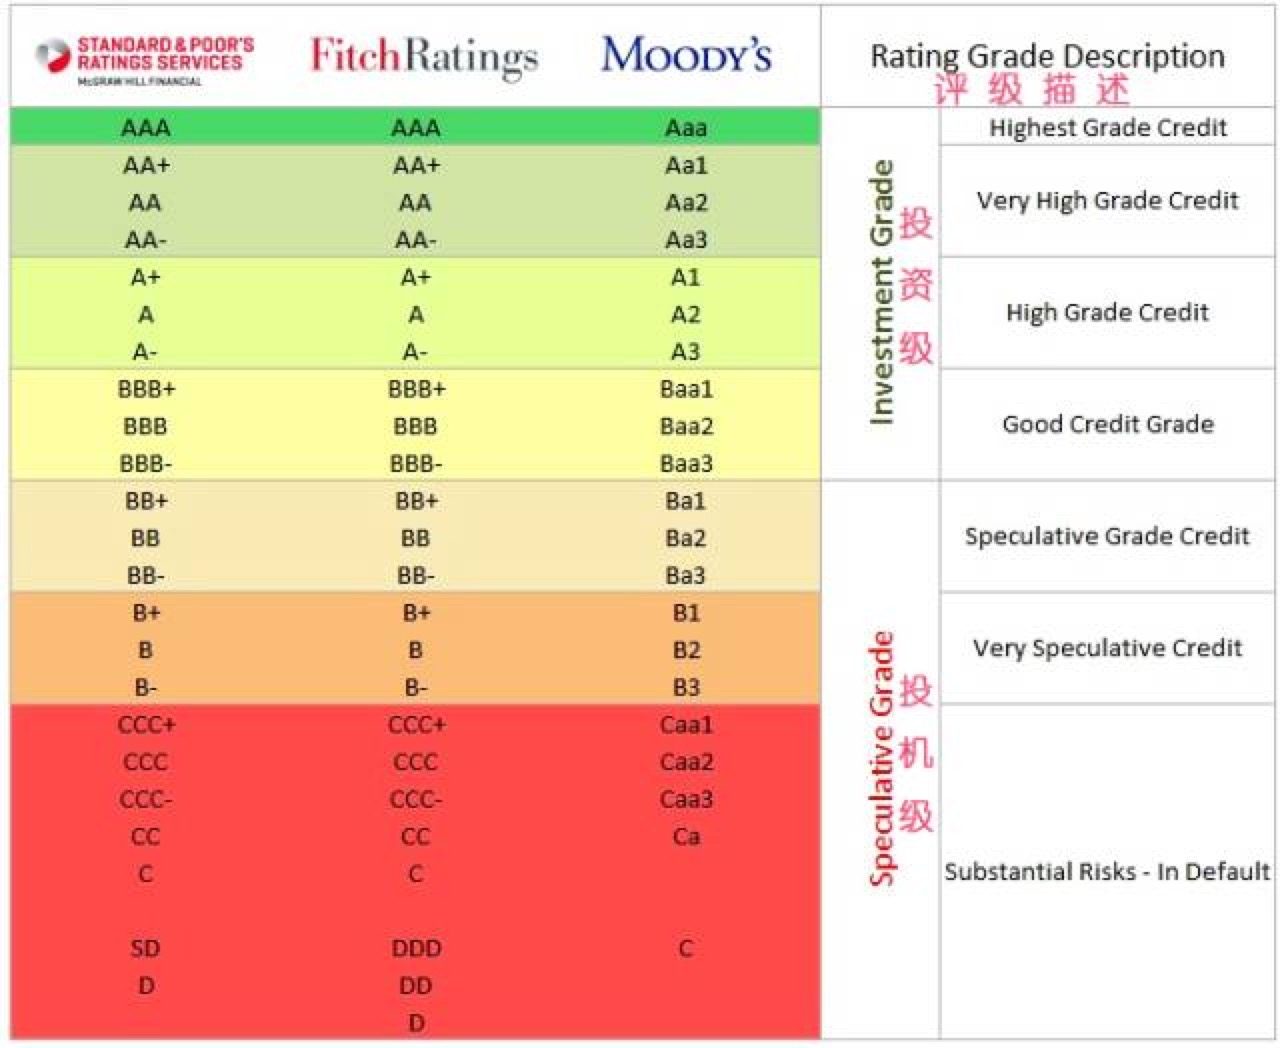 STANDARD & POOR'S
RATINGS SERVICES
McGRAW HILL FINANCIAL
FitchRatings
MOODY'S
Rating Grade Description
评级描述
AAA AAA Aaa Highest Grade Credit
AA+ AA+ Aa1
AA AA Aa2 Very High Grade Credit
AA- AA- Aa3
A+ A+ A1
A A A2 High Grade Credit
A- A- A3
BBB+ BBB+ Baa1
BBB BBB Baa2 Good Credit Grade
BBB- BBB- Baa3
Investment Grade
投资级
BB+ BB+ Ba1
BB BB Ba2 Speculative Grade Credit
BB- BB- Ba3
B+ B+ B1
B B B2 Very Speculative Credit
B- B- B3
CCC+ CCC+ Caa1
CCC CCC Caa2
CCC- CCC- Caa3
CC CC Ca
C C Substantial Risks - In Default
SD DDD C
D DD
D
Speculative Grade
投机级